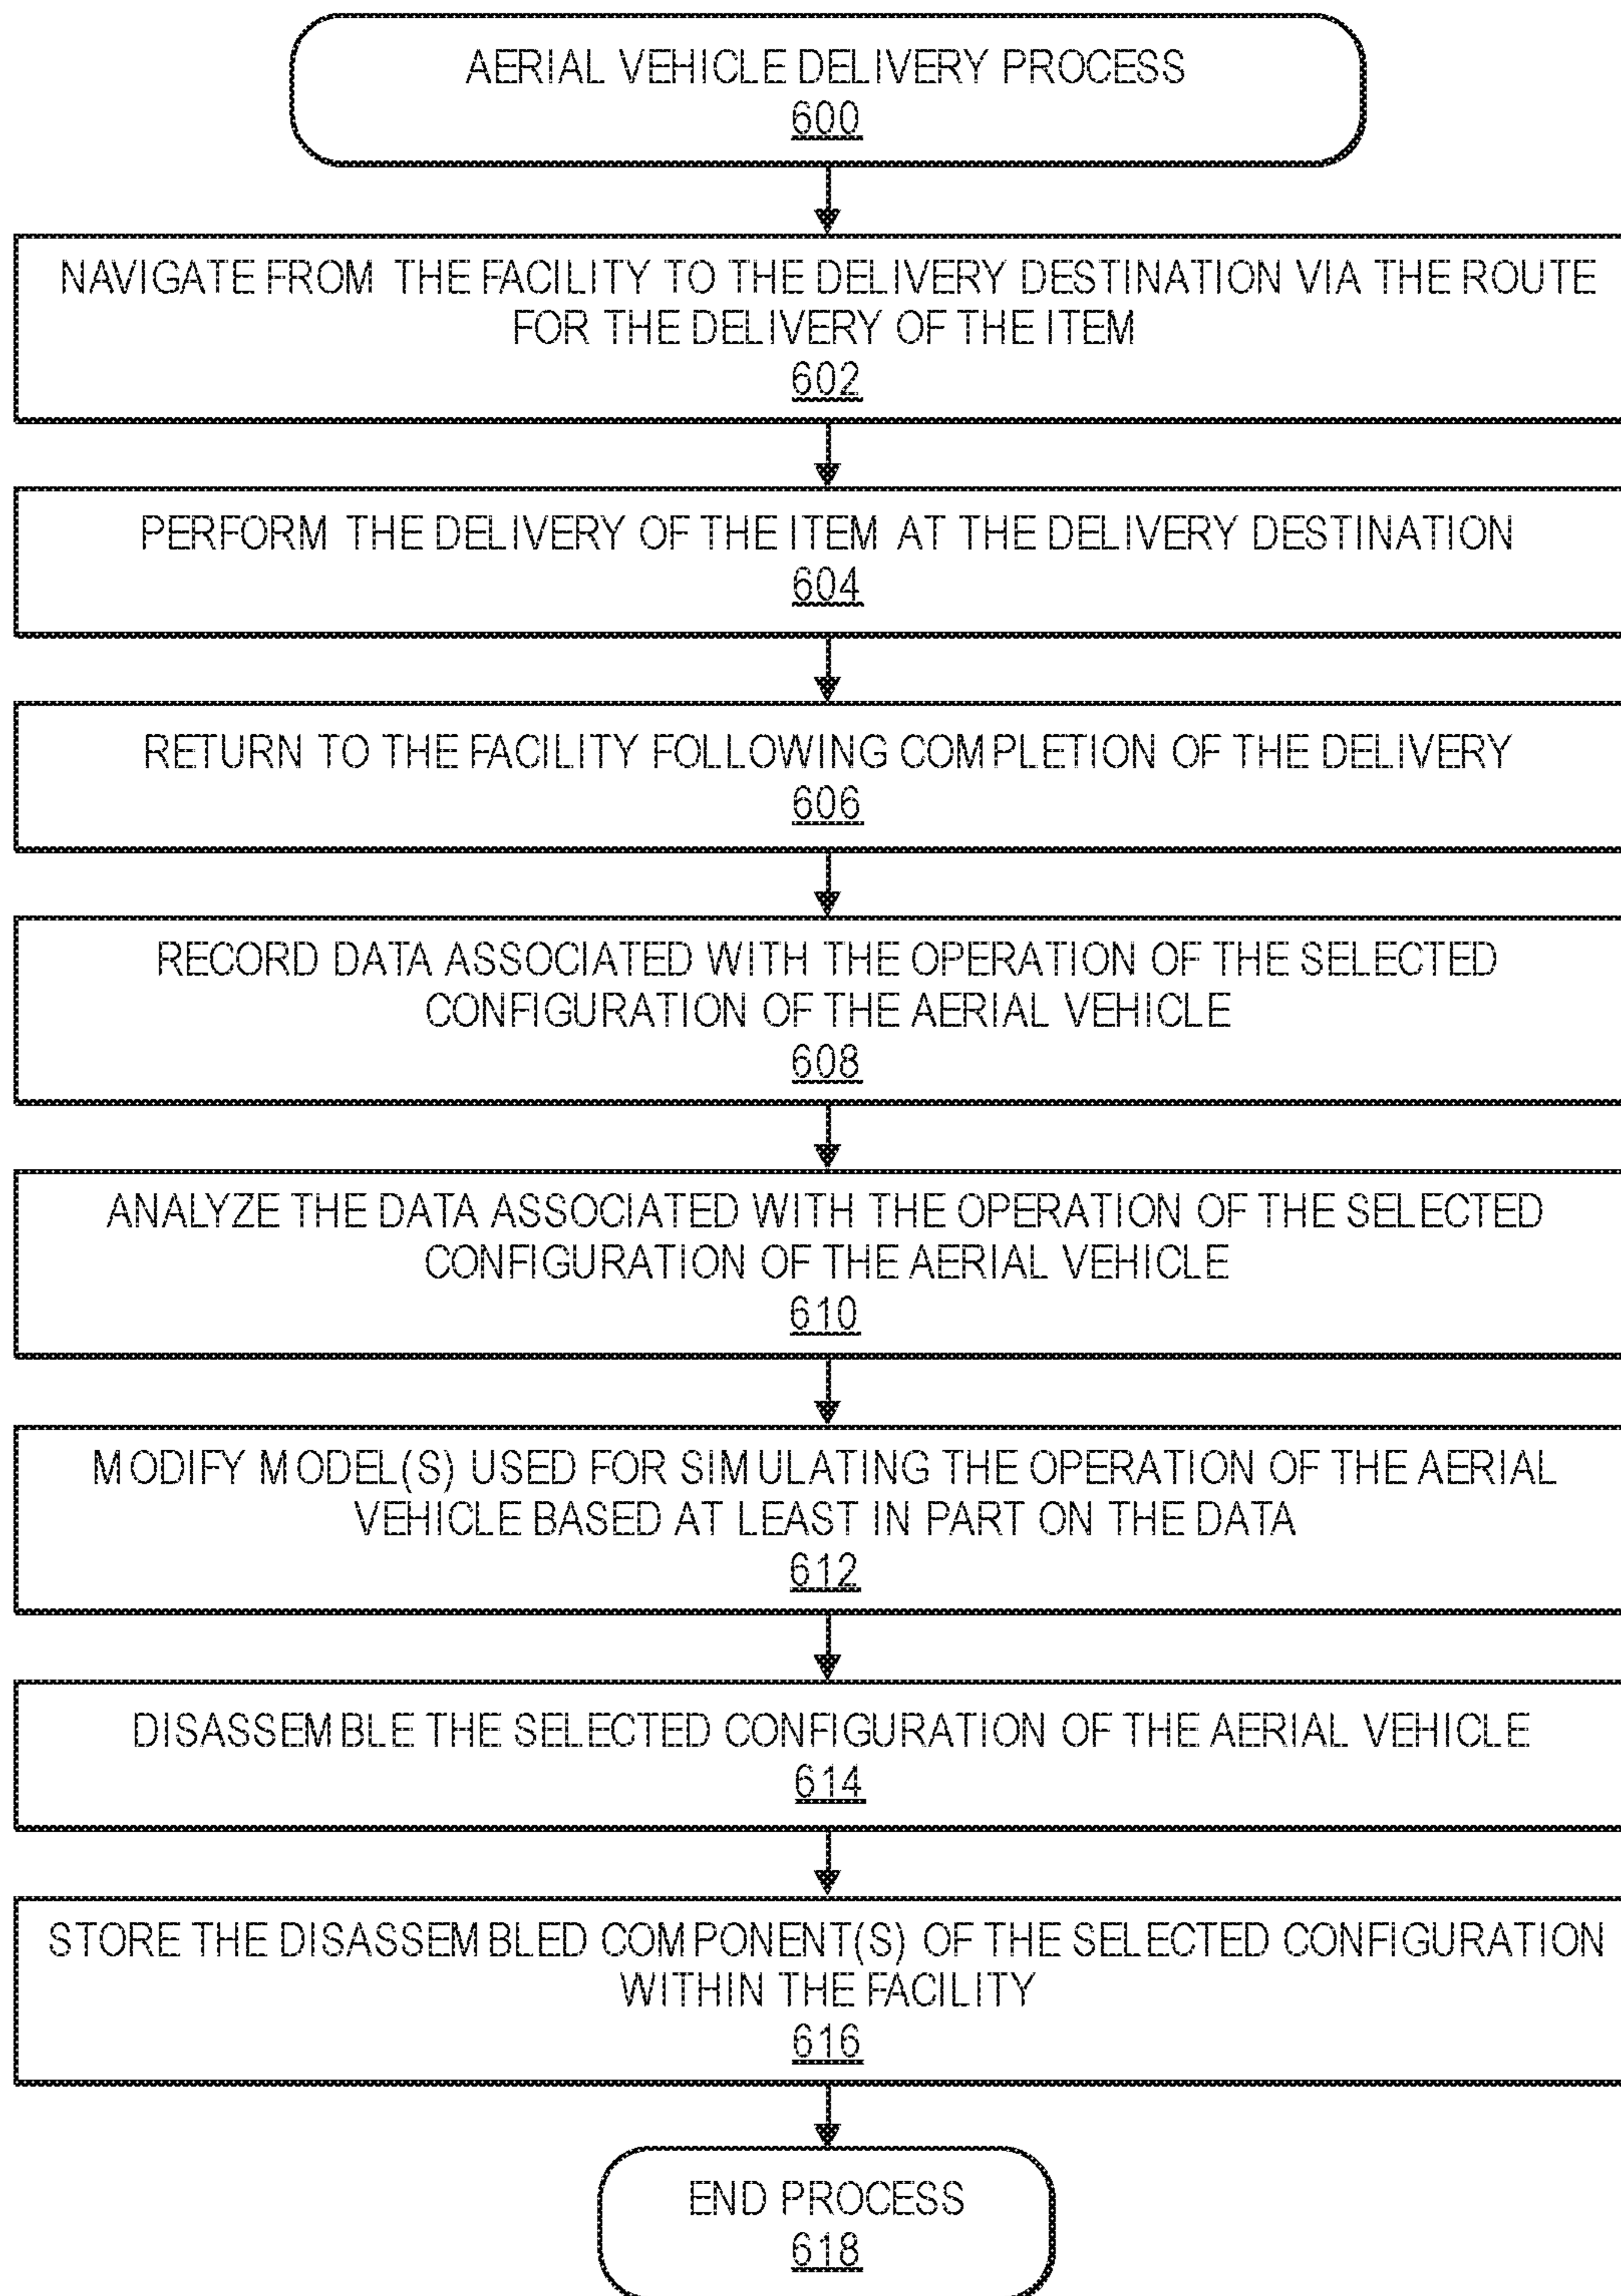 AERIAL VEHICLE DELIVERY PROCESS
600
NAVIGATE FROM THE FACILITY TO THE DELIVERY DESTINATION VIA THE ROUTE
FOR THE DELIVERY OF THE ITEM
602
PERFORM THE DELIVERY OF THE ITEM AT THE DELIVERY DESTINATION
604
RETURN TO THE FACILITY FOLLOWING COMPLETION OF THE DELIVERY
606
RECORD DATA ASSOCIATED WITH THE OPERATION OF THE SELECTED
CONFIGURATION OF THE AERIAL VEHICLE
608
ANALYZE THE DATA ASSOCIATED WITH THE OPERATION OF THE SELECTED
CONFIGURATION OF THE AERIAL VEHICLE
610
MODIFY MODEL(S) USED FOR SIMULATING THE OPERATION OF THE AERIAL
VEHICLE BASED AT LEAST IN PART ON THE DATA
612
DISASSEMBLE THE SELECTED CONFIGURATION OF THE AERIAL VEHICLE
614
STORE THE DISASSEMBLED COMPONENT(S) OF THE SELECTED CONFIGURATION
WITHIN THE FACILITY
616
END PROCESS
618